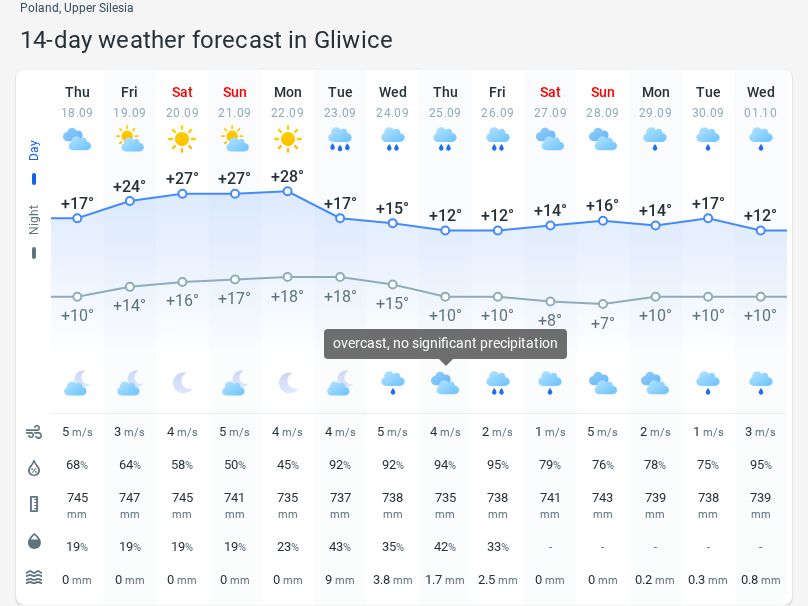 Poland, Upper Silesia
14-day weather forecast in Gliwice
Thu Fri Sat Sun Mon Tue Wed Thu Fri Sat Sun Mon Tue Wed
18.09 19.09 20.09 21.09 22.09 23.09 24.09 25.09 26.09 27.09 28.09 29.09 30.09 01.10
Day
+17° +24° +27° +27° +28° +17° +15° +12° +12° +14° +16° +14° +17° +12°
Night
+10° +14° +16° +17° +18° +18° +15° +10° +10° +8° +7° +10° +10° +10°
overcast, no significant precipitation
5 m/s 3 m/s 4 m/s 5 m/s 4 m/s 4 m/s 5 m/s 4 m/s 2 m/s 1 m/s 5 m/s 2 m/s 1 m/s 3 m/s
68% 64% 58% 50% 45% 92% 92% 94% 95% 79% 76% 78% 75% 95%
745 747 745 741 735 737 738 735 738 741 743 739 738 739
mm mm mm mm mm mm mm mm mm mm mm mm mm mm
19% 19% 19% 19% 23% 43% 35% 42% 33% - - - - -
0 mm 0 mm 0 mm 0 mm 0 mm 9 mm 3.8 mm 1.7 mm 2.5 mm 0 mm 0 mm 0.2 mm 0.3 mm 0.8 mm